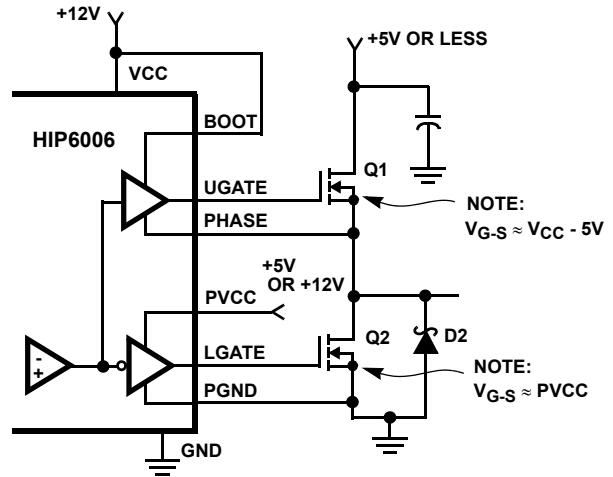 +12V
+5V OR LESS
VCC
BOOT
HIP6006
Q1
UGATE
NOTE:
V_G-S ≈ V_CC - 5V
PHASE
+5V
OR +12V
PVCC
Q2
D2
-
+
LGATE
NOTE:
V_G-S ≈ PVCC
PGND
GND